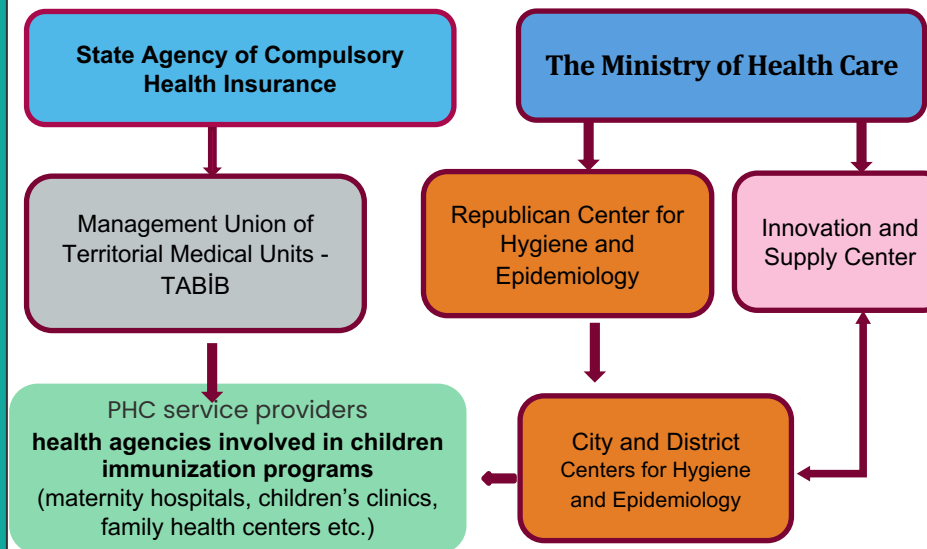 State Agency of Compulsory
Health Insurance
The Ministry of Health Care
Management Union of
Territorial Medical Units -
TABİB
Republican Center for
Hygiene and
Epidemiology
Innovation and
Supply Center
PHC service providers
health agencies involved in children
immunization programs
(maternity hospitals, children’s clinics,
family health centers etc.)
City and District
Centers for Hygiene
and Epidemiology